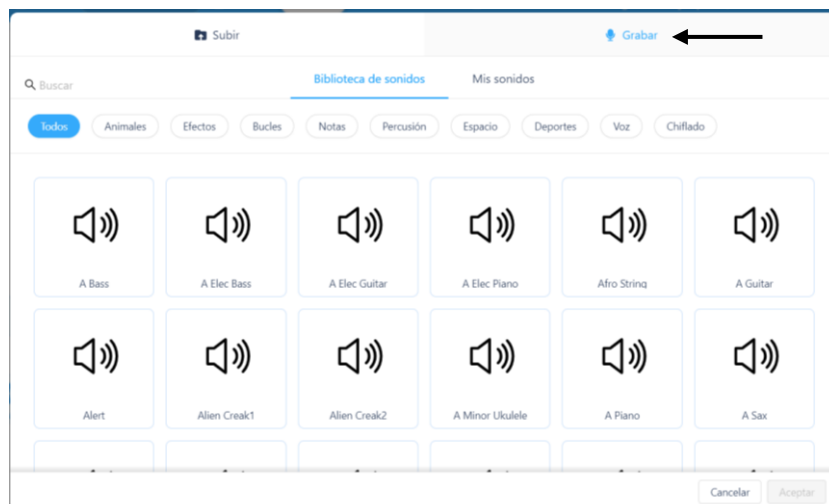 Subir
Grabar
Buscar
Biblioteca de sonidos
Mis sonidos
Todos
Animales
Efectos
Bucles
Notas
Percusión
Espacio
Deportes
Voz
Chiflado
A Bass
A Elec Bass
A Elec Guitar
A Elec Piano
Afro String
A Guitar
Alert
Alien Creak1
Alien Creak2
A Minor Ukulele
A Piano
A Sax
Cancelar
Aceptar